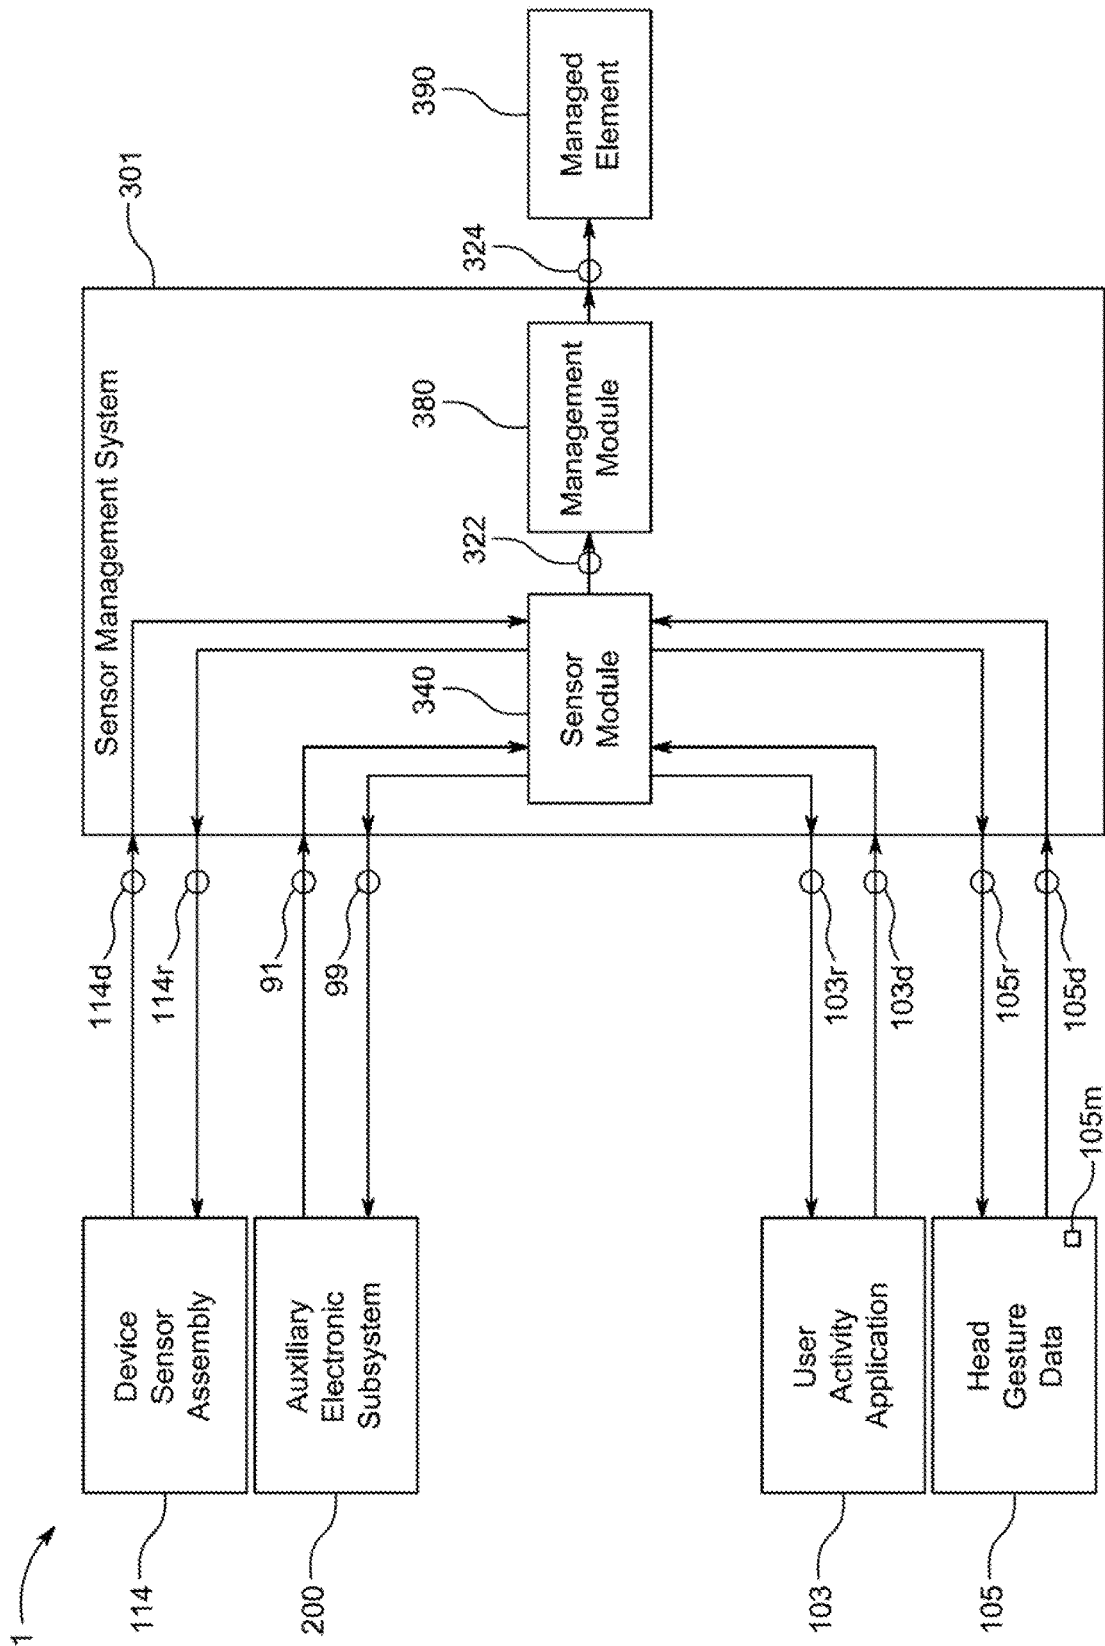 1
114
Device
Sensor
Assembly
200
Auxiliary
Electronic
Subsystem
103
User
Activity
Application
105
Head
Gesture
Data
105m
114d
114r
91
99
103r
103d
105r
105d
301
Sensor Management System
340
Sensor
Module
322
380
Management
Module
324
390
Managed
Element